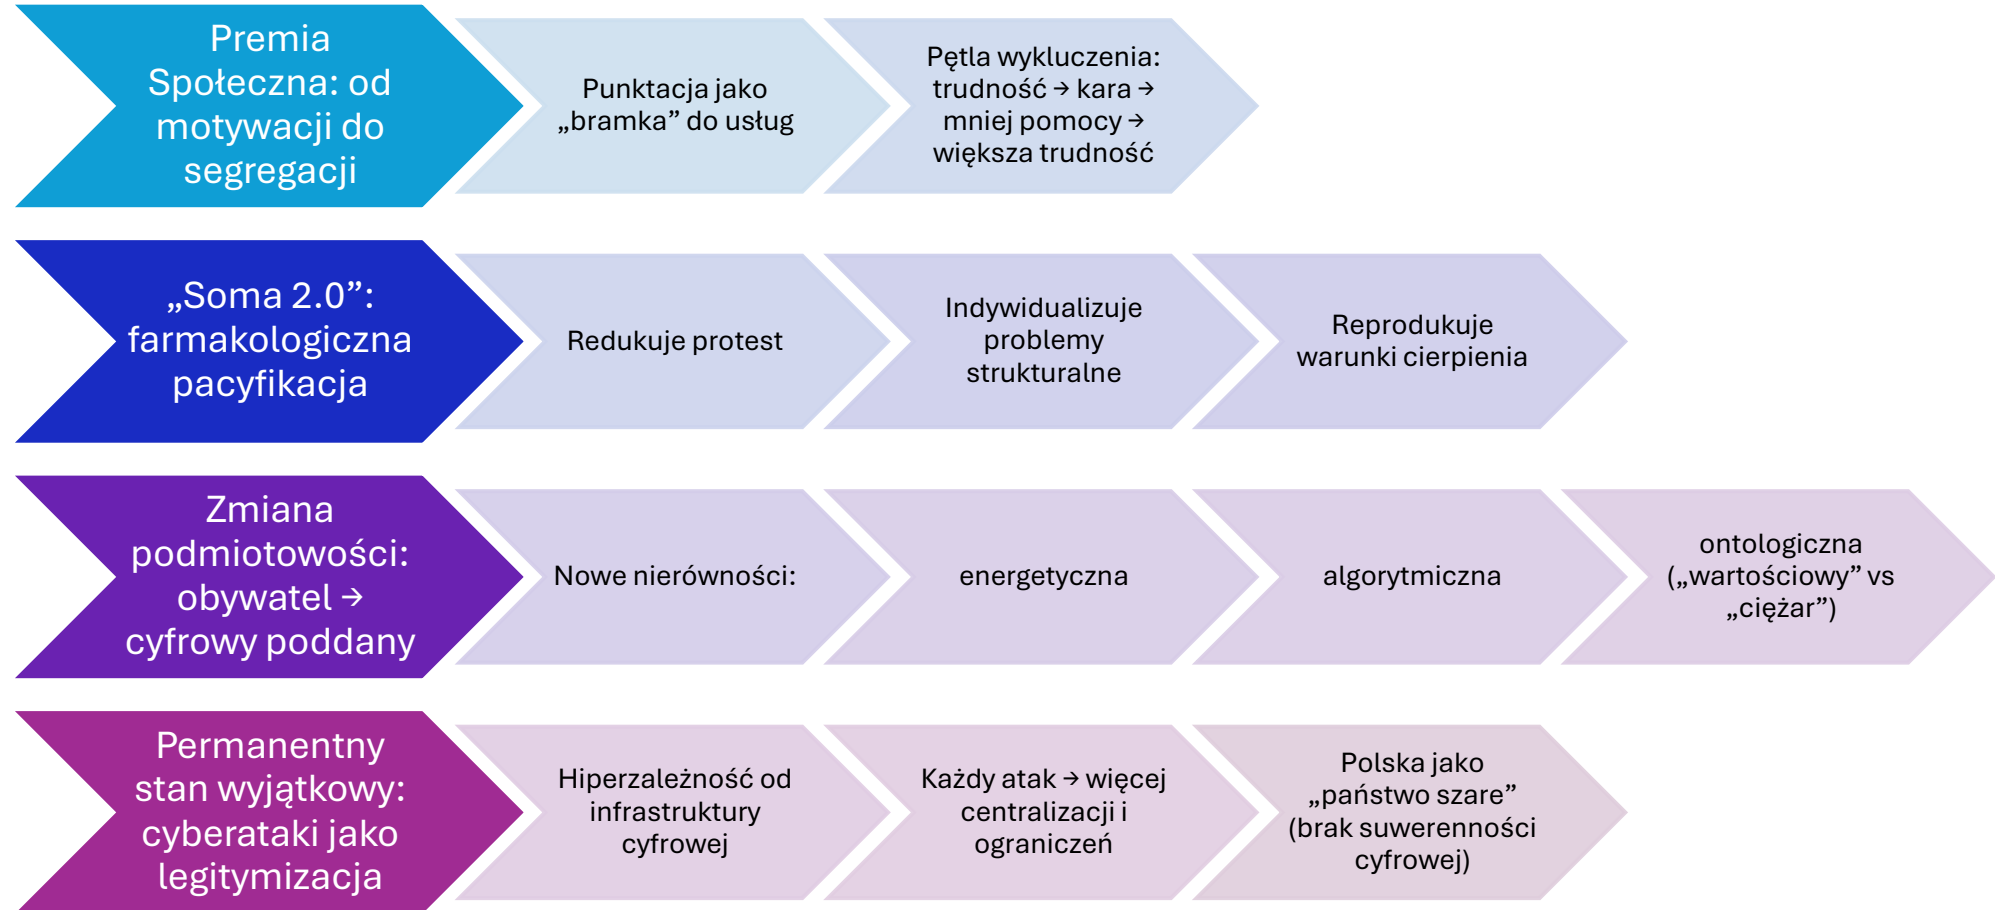 Premia
Społeczna: od
motywacji do
segregacji
Punktacja jako
„bramka” do usług
Pętla wykluczenia:
trudność → kara →
mniej pomocy →
większa trudność
„Soma 2.0”:
farmakologiczna
pacyfikacja
Redukuje protest
Indywidualizuje
problemy
strukturalne
Reprodukuje
warunki cierpienia
Zmiana
podmiotowości:
obywatel →
cyfrowy poddany
Nowe nierówności:
energetyczna
algorytmiczna
ontologiczna
(„wartościowy” vs
„ciężar”)
Permanentny
stan wyjątkowy:
cyberataki jako
legitymizacja
Hiperzależność od
infrastruktury
cyfrowej
Każdy atak → więcej
centralizacji i
ograniczeń
Polska jako
„państwo szare”
(brak suwerenności
cyfrowej)